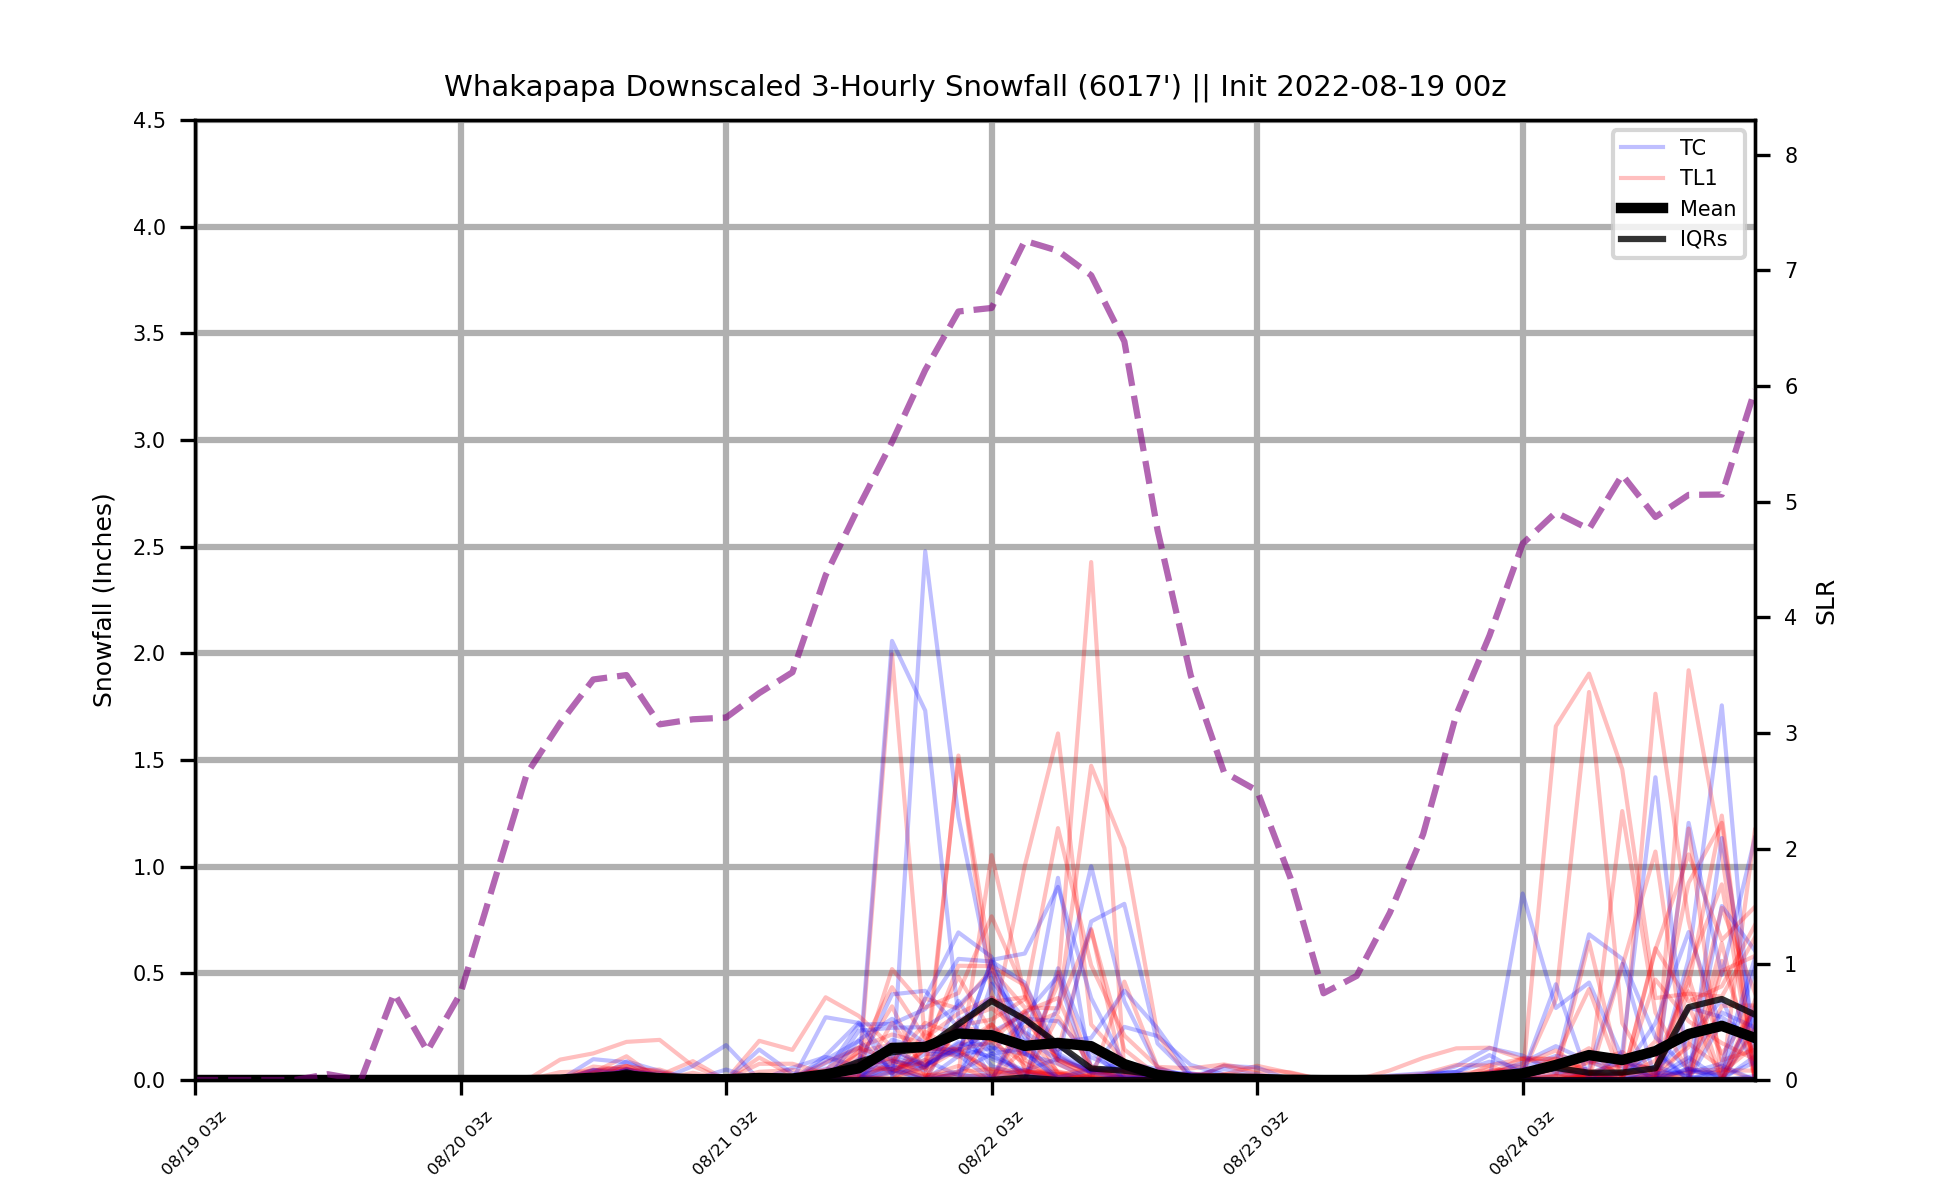 Whakapapa Downscaled 3-Hourly Snowfall (6017') || Init 2022-08-19 00z
4.5
4.0
3.5
3.0
2.5
2.0
1.5
1.0
0.5
0.0
Snowfall (Inches)
TC
TL1
Mean
IQRs
8
7
6
5
4
3
2
1
0
SLR
08/19 03z
08/20 03z
08/21 03z
08/22 03z
08/23 03z
08/24 03z